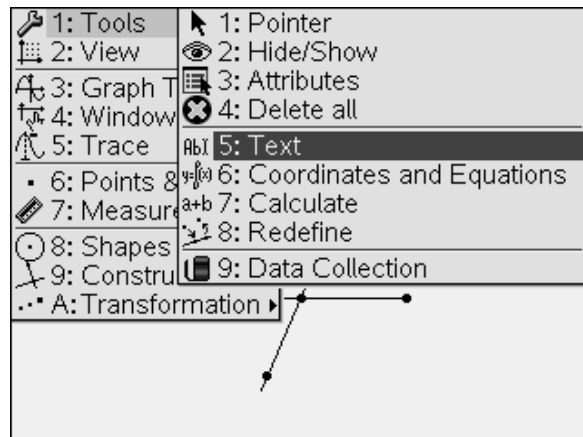 1: Tools
2: View
3: Graph T
4: Window
5: Trace
6: Points &
7: Measure
8: Shapes
9: Constru
A: Transformation
1: Pointer
2: Hide/Show
3: Attributes
4: Delete all
5: Text
6: Coordinates and Equations
7: Calculate
8: Redefine
9: Data Collection